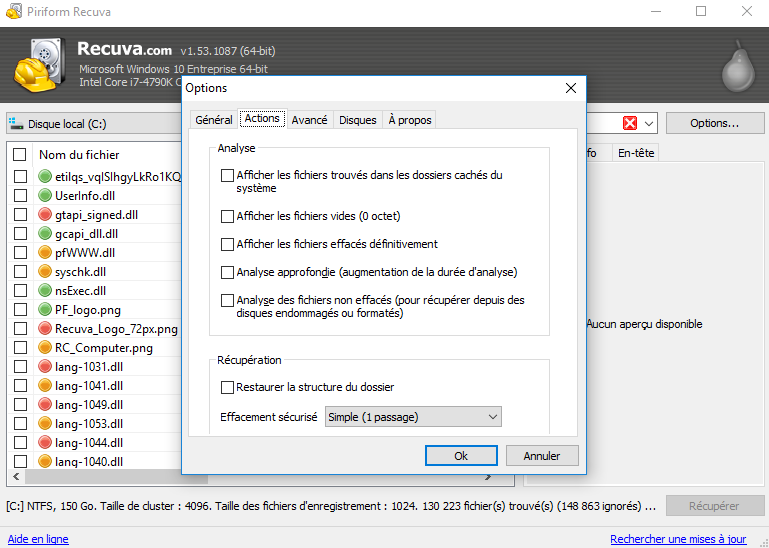 Piriform Recuva
Recuva.com v1.53.1087 (64-bit)
Microsoft Windows 10 Entreprise 64-bit
Intel Core i7-4790K C
Options
Général
Actions
Avancé
Disques
À propos
Disque local (C:)
Options...
Analyse
Afficher les fichiers trouvés dans les dossiers cachés du
système
Afficher les fichiers vides (0 octet)
Afficher les fichiers effacés définitivement
Analyse approfondie (augmentation de la durée d'analyse)
Analyse des fichiers non effacés (pour récupérer depuis des
disques endommagés ou formatés)
Récupération
Restaurer la structure du dossier
Effacement sécurisé
Simple (1 passage)
Ok
Annuler
Nom du fichier
etilqs_vqISlhgyLkRo1KQ
UserInfo.dll
gtapi_signed.dll
gcapi_dll.dll
pfWWW.dll
syschk.dll
nsExec.dll
PF_logo.png
Recuva_Logo_72px.png
RC_Computer.png
lang-1031.dll
lang-1041.dll
lang-1049.dll
lang-1053.dll
lang-1044.dll
lang-1040.dll
fo
En-tête
Aucun aperçu disponible
[C:] NTFS, 150 Go. Taille de cluster : 4096. Taille des fichiers d'enregistrement : 1024. 130 223 fichier(s) trouvé(s) (148 863 ignorés) ...
Récupérer
Aide en ligne
Rechercher une mises à jour